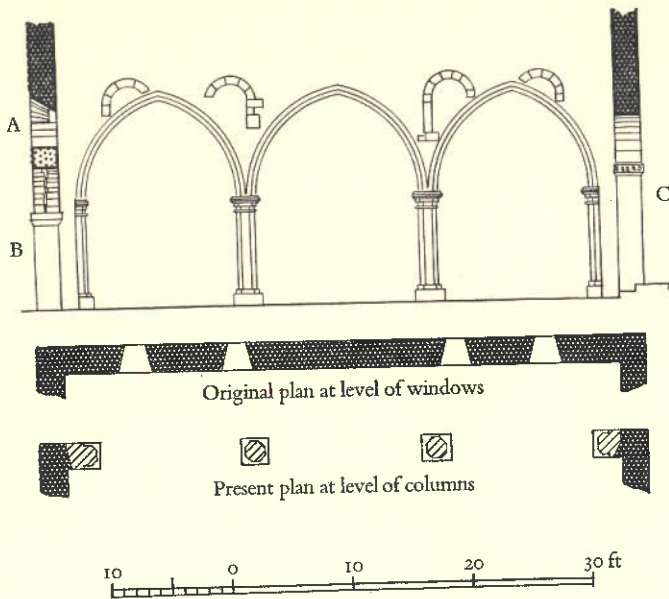 A
B
C
Original plan at level of windows
Present plan at level of columns
10 0 10 20 30 ft